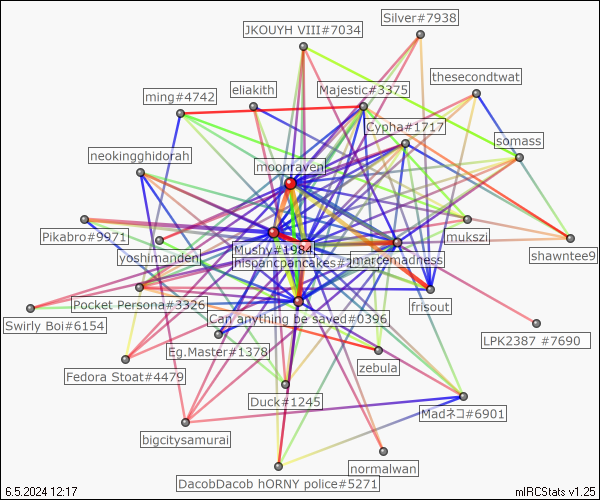 Silver#7938
JKOUYH VIII#7034
thesecondtwat
eliakith
Majestic#3375
ming#4742
Cypha#1717
somass
neokingghidorah
moonraven
Pikabro#9971
mukszi
yoshimanden
Mushy#1984
shawntee9
imarcemadness
Pocket Persona#3326
frisout
Can anything be saved#0396
Swirly Boi#6154
LPK2387 #7690
Eg.Master#1378
zebula
Fedora Stoat#4479
Duck#1245
Madネコ#6901
bigcitysamurai
normalwan
DacobDacob hORNY police#5271
6.5.2024 12:17
mIRCStats v1.25